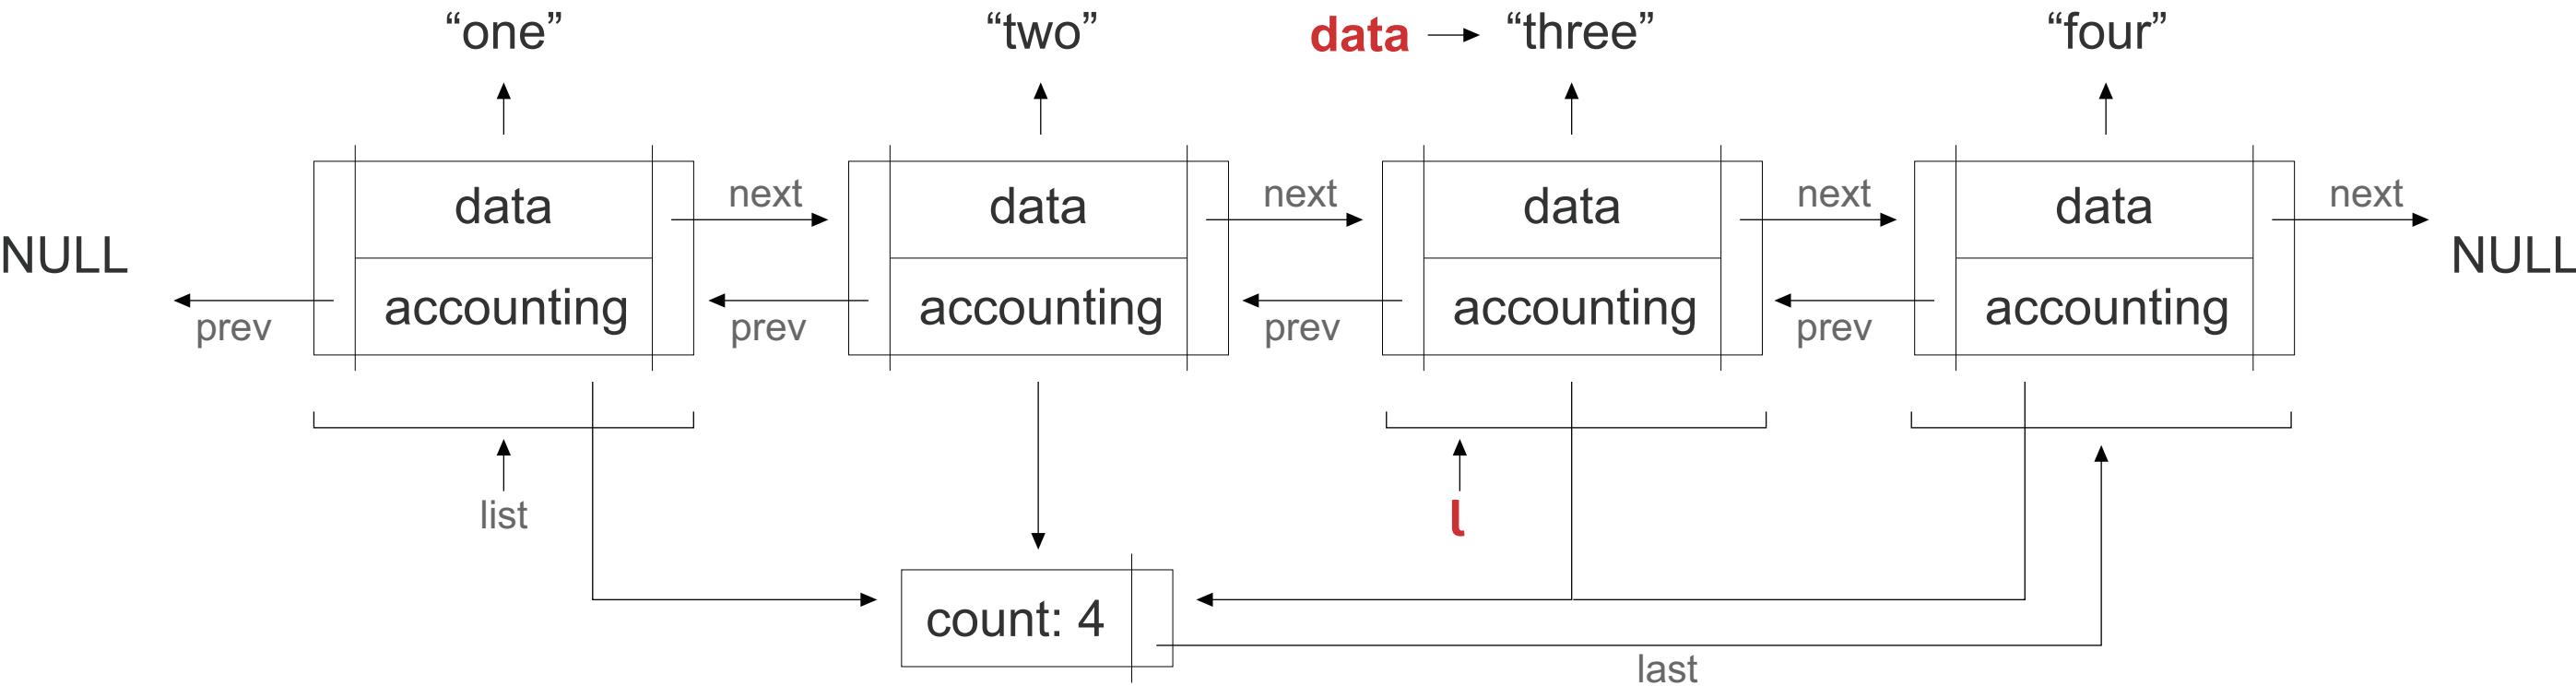 “one”
“two”
data
“three”
“four”
NULL
data
accounting
prev
next
data
accounting
prev
next
data
accounting
prev
next
data
accounting
prev
next
NULL
list
l
count: 4
last